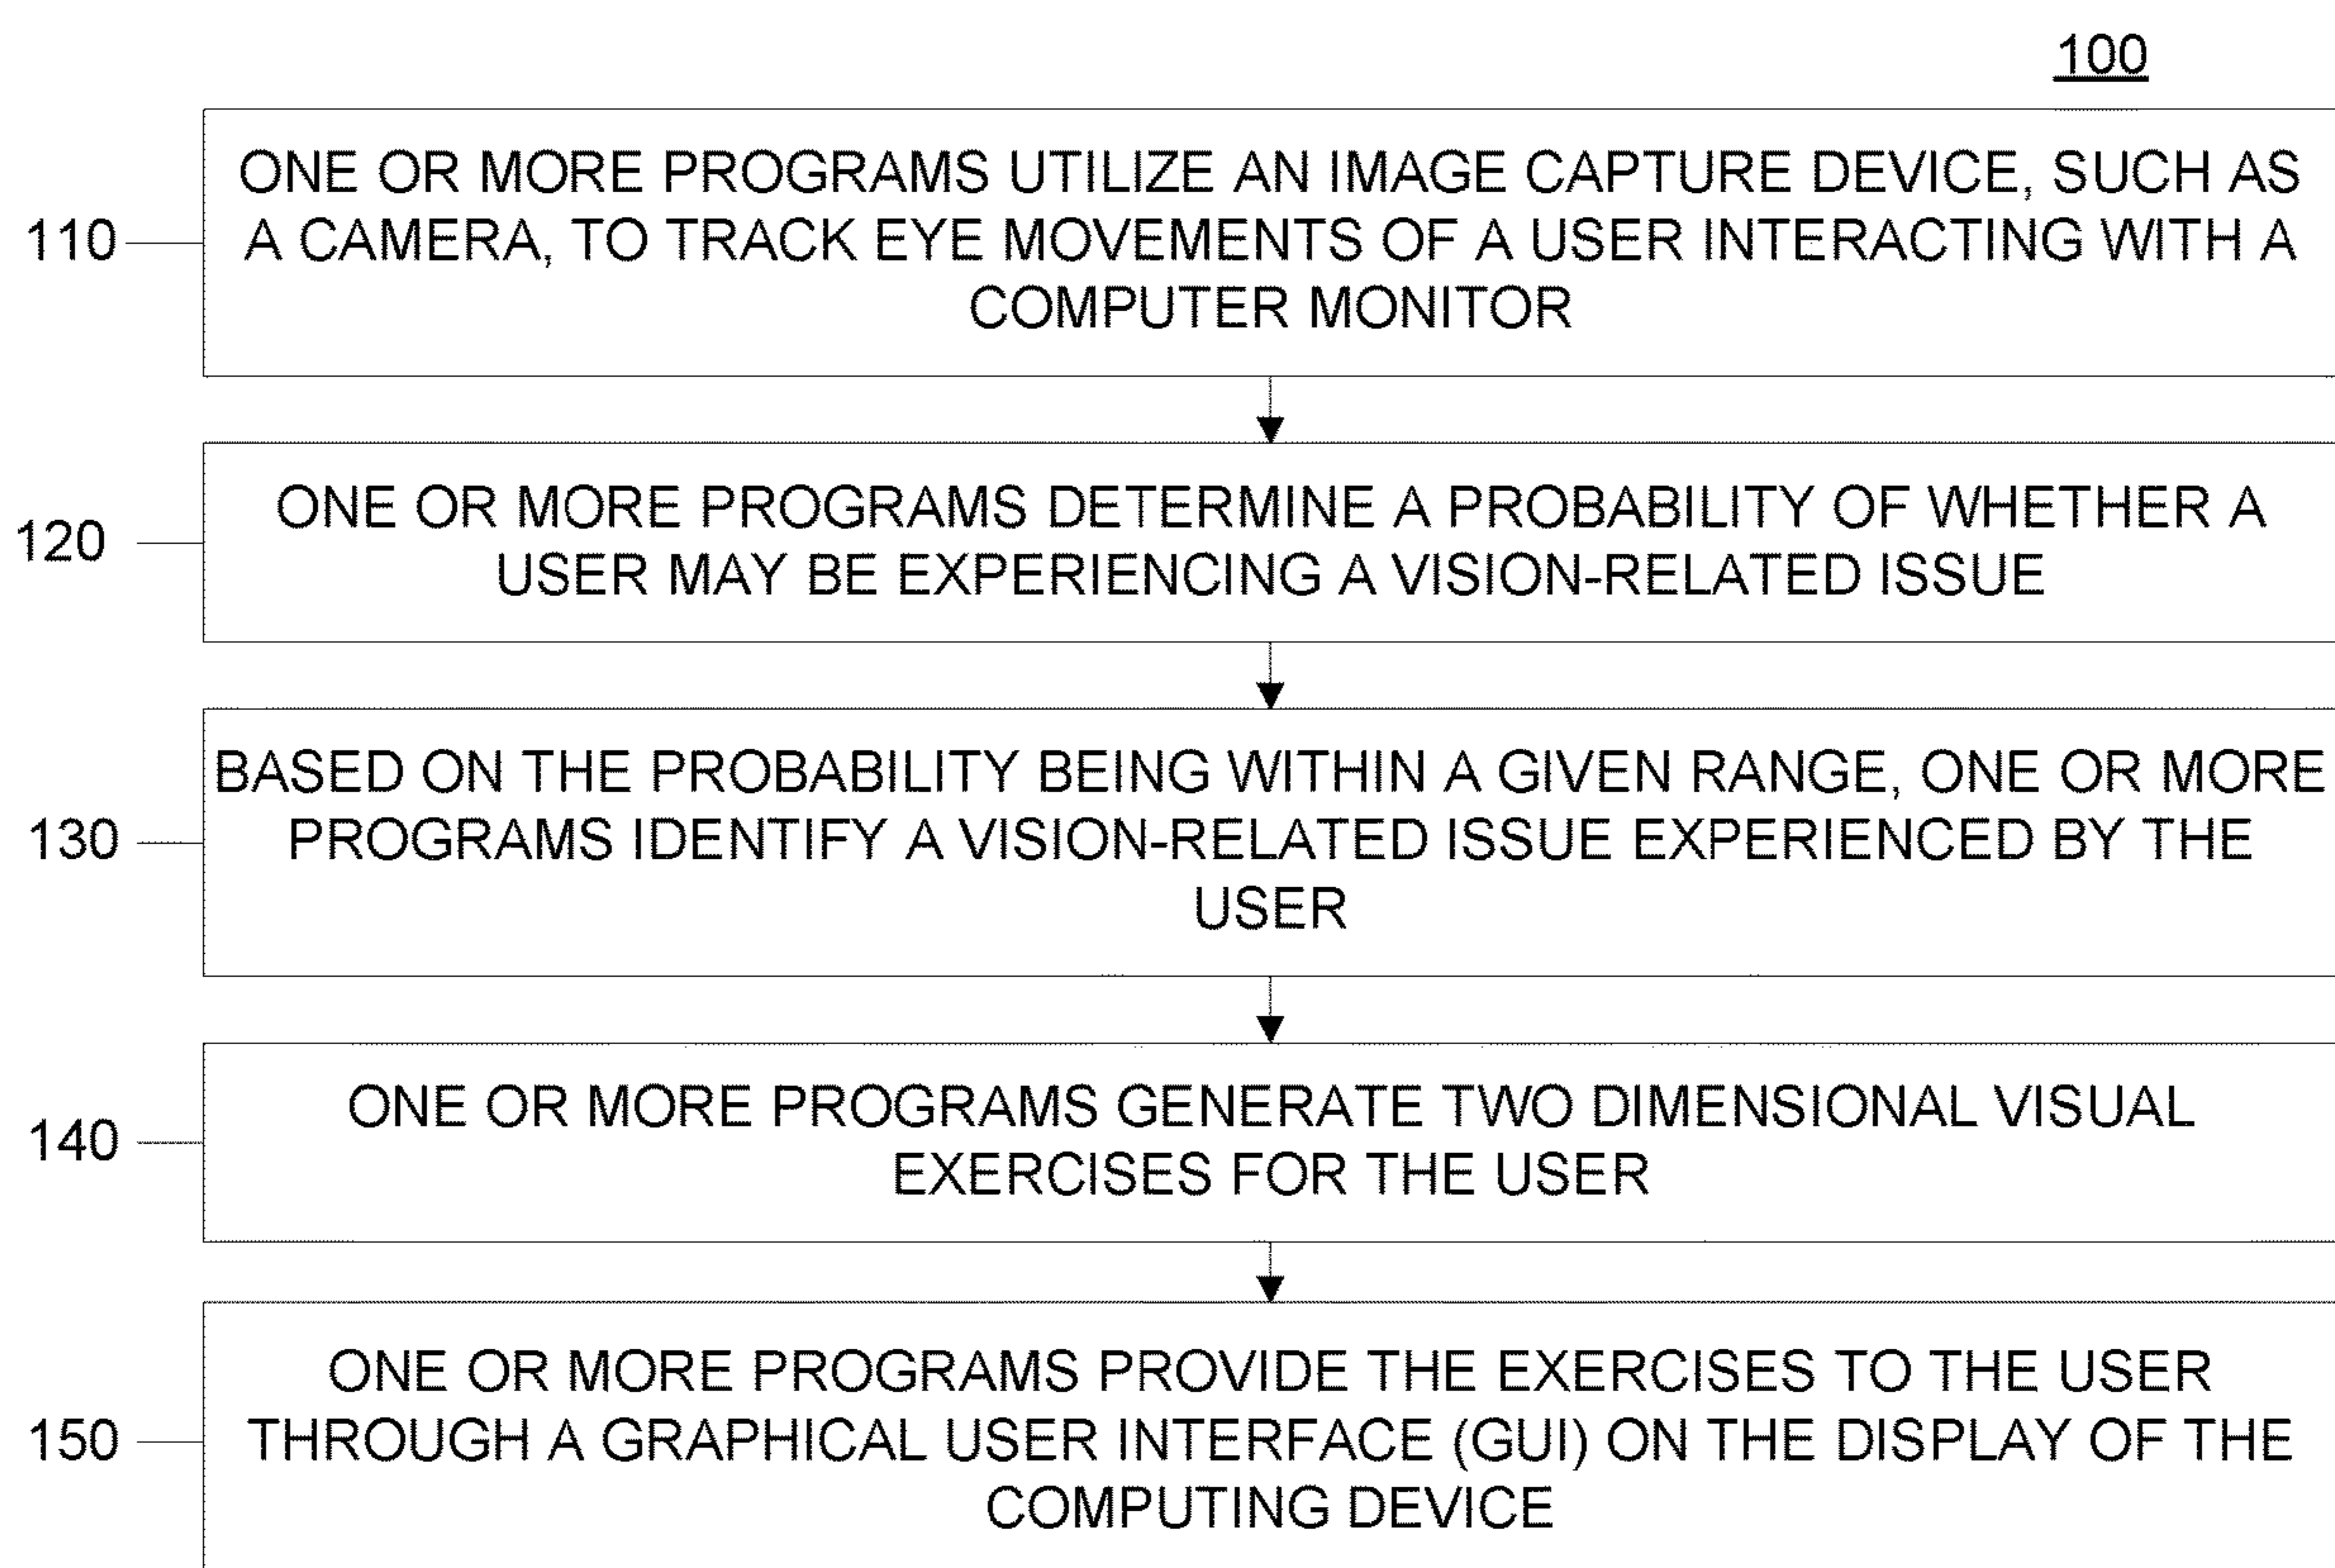 100
110
ONE OR MORE PROGRAMS UTILIZE AN IMAGE CAPTURE DEVICE, SUCH AS
A CAMERA, TO TRACK EYE MOVEMENTS OF A USER INTERACTING WITH A
COMPUTER MONITOR
120
ONE OR MORE PROGRAMS DETERMINE A PROBABILITY OF WHETHER A
USER MAY BE EXPERIENCING A VISION-RELATED ISSUE
130
BASED ON THE PROBABILITY BEING WITHIN A GIVEN RANGE, ONE OR MORE
PROGRAMS IDENTIFY A VISION-RELATED ISSUE EXPERIENCED BY THE
USER
140
ONE OR MORE PROGRAMS GENERATE TWO DIMENSIONAL VISUAL
EXERCISES FOR THE USER
150
ONE OR MORE PROGRAMS PROVIDE THE EXERCISES TO THE USER
THROUGH A GRAPHICAL USER INTERFACE (GUI) ON THE DISPLAY OF THE
COMPUTING DEVICE